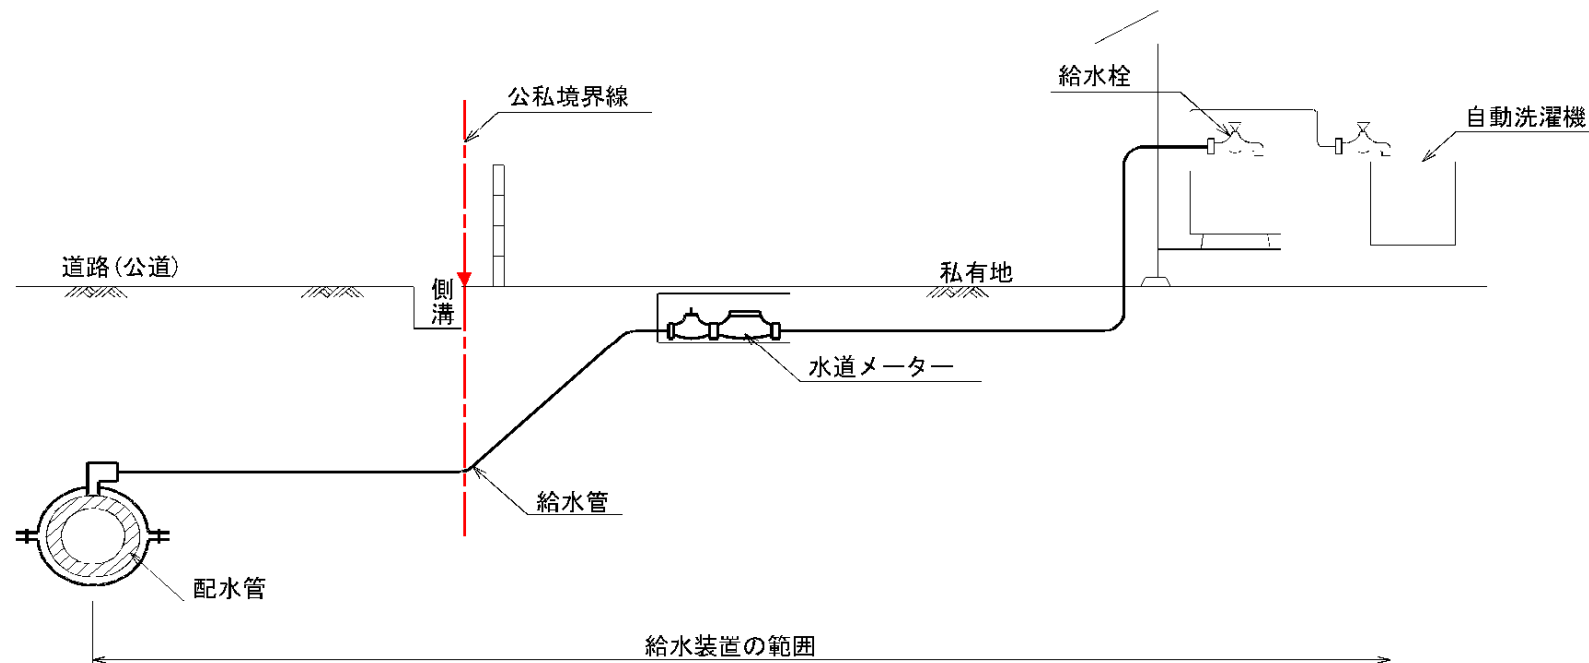 給水栓
公私境界線
自動洗濯機
道路(公道)
側溝
私有地
水道メーター
給水管
配水管
給水装置の範囲